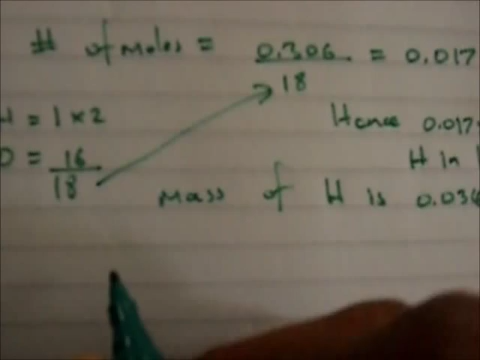 # of moles = 0.306 = 0.017
18
H = 1 x 2
Hence 0.017
O = 16
H in
18
Mass of H is 0.034